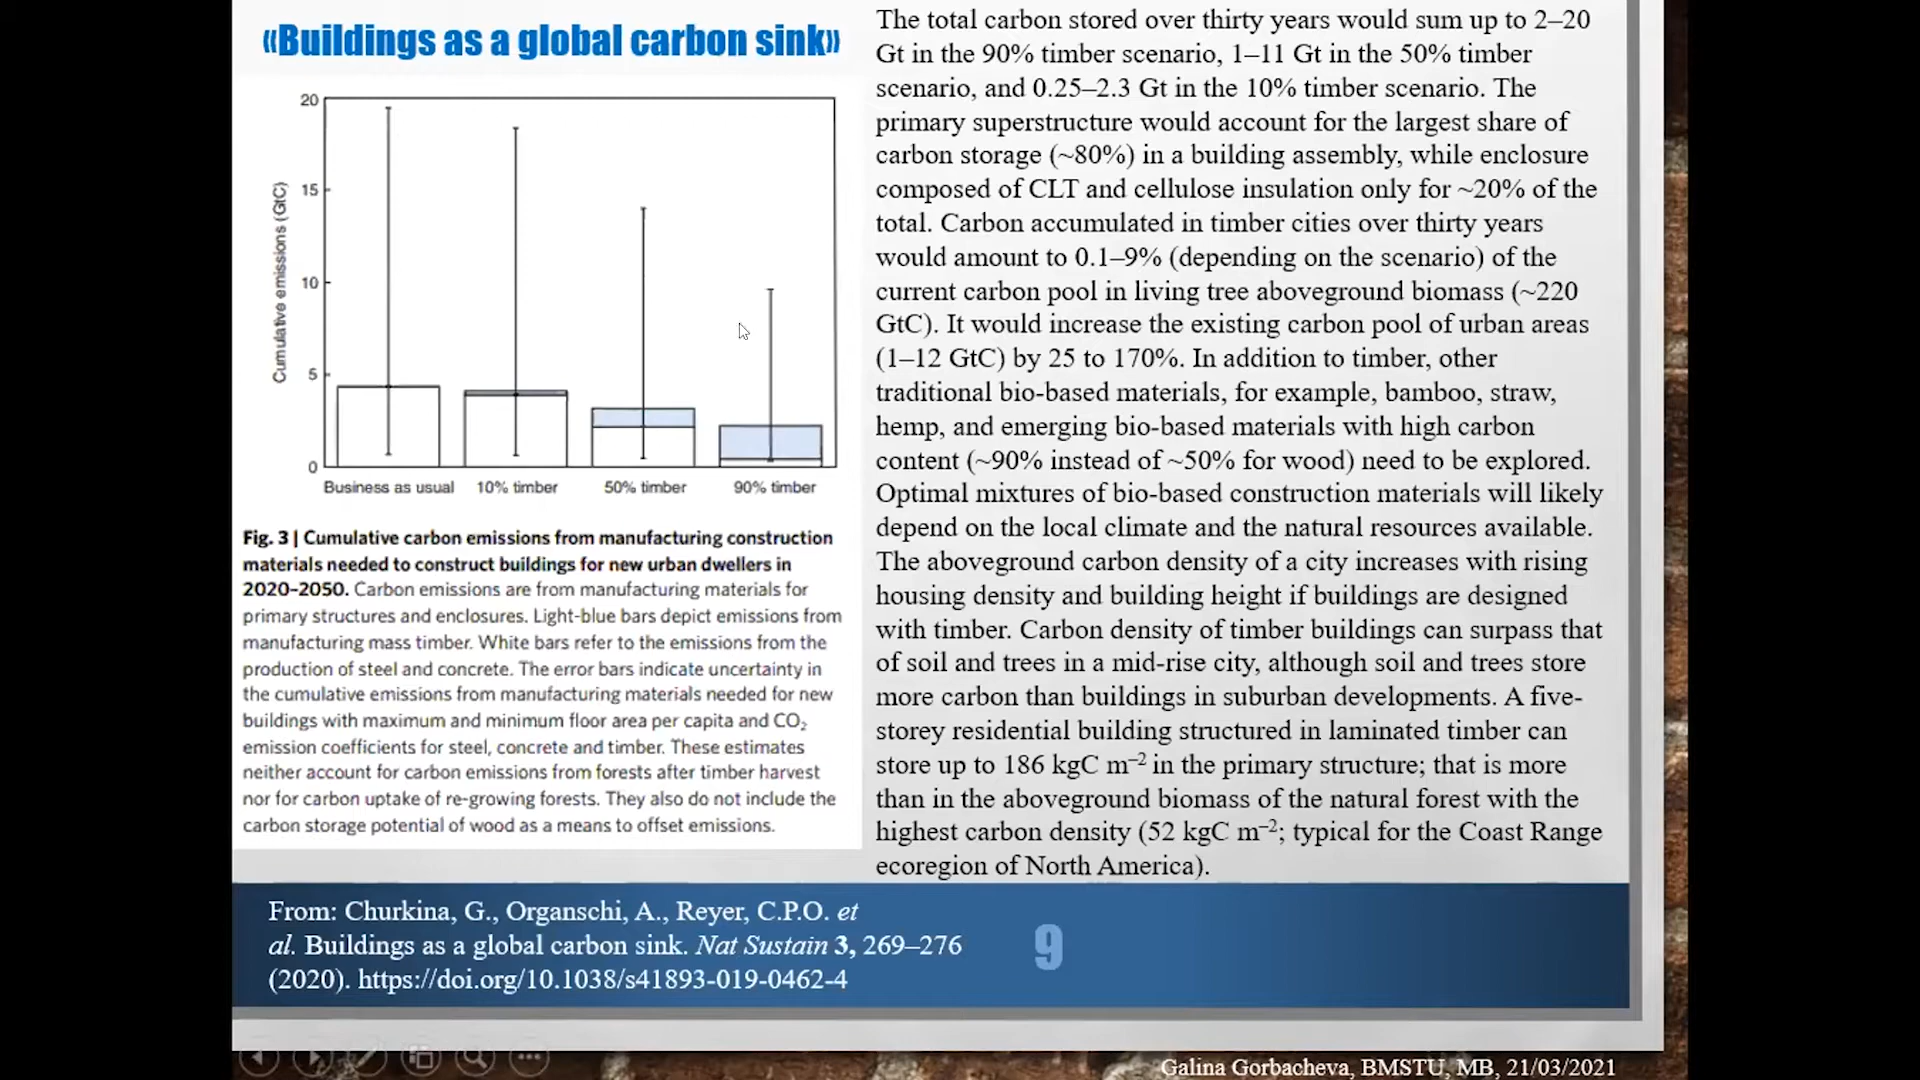 «Buildings as a global carbon sink»
20
15
10
5
0
Cumulative emissions (GtC)
Business as usual
10% timber
50% timber
90% timber
Fig. 3 | Cumulative carbon emissions from manufacturing construction
materials needed to construct buildings for new urban dwellers in
2020–2050. Carbon emissions are from manufacturing materials for
primary structures and enclosures. Light-blue bars depict emissions from
manufacturing mass timber. White bars refer to the emissions from the
production of steel and concrete. The error bars indicate uncertainty in
the cumulative emissions from manufacturing materials needed for new
buildings with maximum and minimum floor area per capita and CO₂
emission coefficients for steel, concrete and timber. These estimates
neither account for carbon emissions from forests after timber harvest
nor for carbon uptake of re-growing forests. They also do not include the
carbon storage potential of wood as a means to offset emissions.
The total carbon stored over thirty years would sum up to 2–20
Gt in the 90% timber scenario, 1–11 Gt in the 50% timber
scenario, and 0.25–2.3 Gt in the 10% timber scenario. The
primary superstructure would account for the largest share of
carbon storage (~80%) in a building assembly, while enclosure
composed of CLT and cellulose insulation only for ~20% of the
total. Carbon accumulated in timber cities over thirty years
would amount to 0.1–9% (depending on the scenario) of the
current carbon pool in living tree aboveground biomass (~220
GtC). It would increase the existing carbon pool of urban areas
(1–12 GtC) by 25 to 170%. In addition to timber, other
traditional bio-based materials, for example, bamboo, straw,
hemp, and emerging bio-based materials with high carbon
content (~90% instead of ~50% for wood) need to be explored.
Optimal mixtures of bio-based construction materials will likely
depend on the local climate and the natural resources available.
The aboveground carbon density of a city increases with rising
housing density and building height if buildings are designed
with timber. Carbon density of timber buildings can surpass that
of soil and trees in a mid-rise city, although soil and trees store
more carbon than buildings in suburban developments. A five-
storey residential building structured in laminated timber can
store up to 186 kgC m⁻² in the primary structure; that is more
than in the aboveground biomass of the natural forest with the
highest carbon density (52 kgC m⁻²; typical for the Coast Range
ecoregion of North America).
From: Churkina, G., Organschi, A., Reyer, C.P.O. et
al. Buildings as a global carbon sink. Nat Sustain 3, 269–276
(2020). https://doi.org/10.1038/s41893-019-0462-4
9
Galina Gorbacheva, BMSTU, MB, 21/03/2021